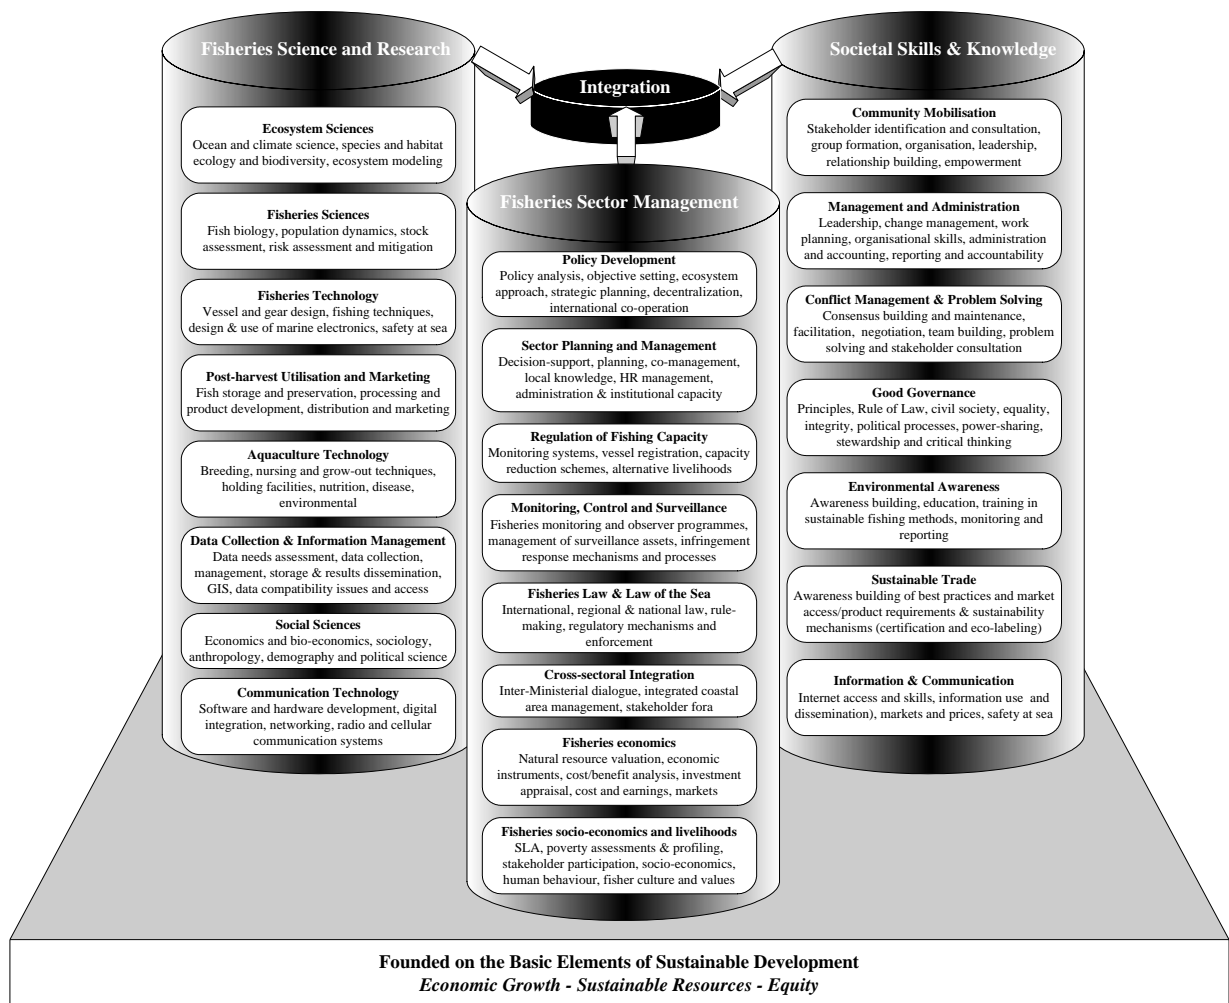 Fisheries Science and Research
Ecosystem Sciences
Ocean and climate science, species and habitat
ecology and biodiversity, ecosystem modeling
Fisheries Sciences
Fish biology, population dynamics, stock
assessment, risk assessment and mitigation
Fisheries Technology
Vessel and gear design, fishing techniques,
design & use of marine electronics, safety at sea
Post-harvest Utilisation and Marketing
Fish storage and preservation, processing and
product development, distribution and marketing
Aquaculture Technology
Breeding, nursing and grow-out techniques,
holding facilities, nutrition, disease,
environmental
Data Collection & Information Management
Data needs assessment, data collection,
management, storage & results dissemination,
GIS, data compatibility issues and access
Social Sciences
Economics and bio-economics, sociology,
anthropology, demography and political science
Communication Technology
Software and hardware development, digital
integration, networking, radio and cellular
communication systems
Integration
Fisheries Sector Management
Policy Development
Policy analysis, objective setting, ecosystem
approach, strategic planning, decentralization,
international co-operation
Sector Planning and Management
Decision-support, planning, co-management,
local knowledge, HR management,
administration & institutional capacity
Regulation of Fishing Capacity
Monitoring systems, vessel registration, capacity
reduction schemes, alternative livelihoods
Monitoring, Control and Surveillance
Fisheries monitoring and observer programmes,
management of surveillance assets, infringement
response mechanisms and processes
Fisheries Law & Law of the Sea
International, regional & national law, rule-
making, regulatory mechanisms and
enforcement
Cross-sectoral Integration
Inter-Ministerial dialogue, integrated coastal
area management, stakeholder fora
Fisheries economics
Natural resource valuation, economic
instruments, cost/benefit analysis, investment
appraisal, cost and earnings, markets
Fisheries socio-economics and livelihoods
SLA, poverty assessments & profiling,
stakeholder participation, socio-economics,
human behaviour, fisher culture and values
Societal Skills & Knowledge
Community Mobilisation
Stakeholder identification and consultation,
group formation, organisation, leadership,
relationship building, empowerment
Management and Administration
Leadership, change management, work
planning, organisational skills, administration
and accounting, reporting and accountability
Conflict Management & Problem Solving
Consensus building and maintenance,
facilitation, negotiation, team building, problem
solving and stakeholder consultation
Good Governance
Principles, Rule of Law, civil society, equality,
integrity, political processes, power-sharing,
stewardship and critical thinking
Environmental Awareness
Awareness building, education, training in
sustainable fishing methods, monitoring and
reporting
Sustainable Trade
Awareness building of best practices and market
access/product requirements & sustainability
mechanisms (certification and eco-labeling)
Information & Communication
Internet access and skills, information use and
dissemination), markets and prices, safety at sea
Founded on the Basic Elements of Sustainable Development
Economic Growth - Sustainable Resources - Equity